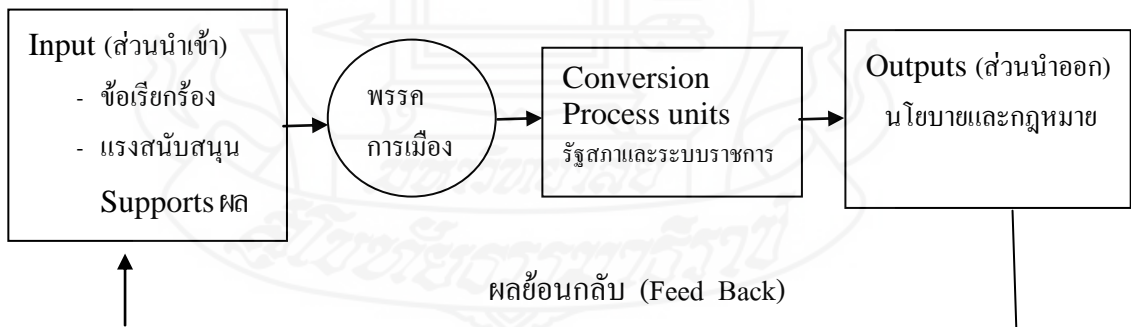 Input (ส่วนนำเข้า)
- ข้อเรียกร้อง
- แรงสนับสนุน
Supports ผล
พรรค
การเมือง
Conversion
Process units
รัฐสภาและระบบราชการ
Outputs (ส่วนนำออก)
นโยบายและกฎหมาย
ผลย้อนกลับ (Feed Back)